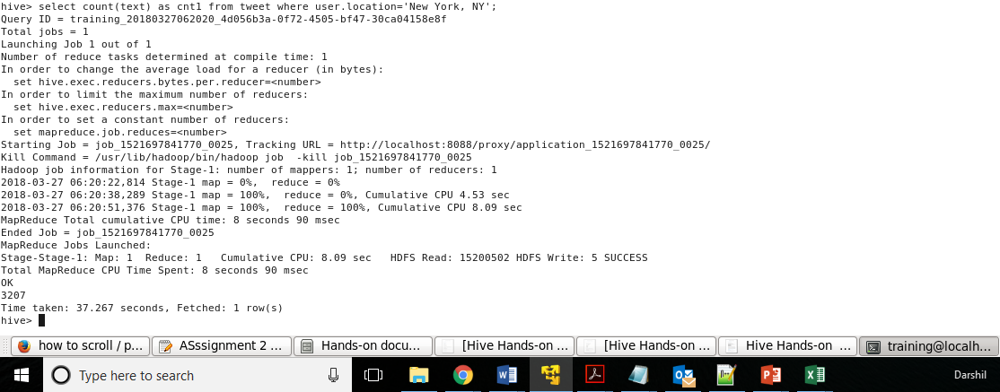 hive> select count(text) as cnt1 from tweet where user.location='New York, NY';
Query ID = training_20180327062020_4d056b3a-0f72-4505-bf47-30ca04158e8f
Total jobs = 1
Launching Job 1 out of 1
Number of reduce tasks determined at compile time: 1
In order to change the average load for a reducer (in bytes):
  set hive.exec.reducers.bytes.per.reducer=<number>
In order to limit the maximum number of reducers:
  set hive.exec.reducers.max=<number>
In order to set a constant number of reducers:
  set mapreduce.job.reduces=<number>
Starting Job = job_1521697841770_0025, Tracking URL = http://localhost:8088/proxy/application_1521697841770_0025/
Kill Command = /usr/lib/hadoop/bin/hadoop job  -kill job_1521697841770_0025
Hadoop job information for Stage-1: number of mappers: 1; number of reducers: 1
2018-03-27 06:20:22,814 Stage-1 map = 0%,  reduce = 0%
2018-03-27 06:20:38,289 Stage-1 map = 100%,  reduce = 0%, Cumulative CPU 4.53 sec
2018-03-27 06:20:51,376 Stage-1 map = 100%,  reduce = 100%, Cumulative CPU 8.09 sec
MapReduce Total cumulative CPU time: 8 seconds 90 msec
Ended Job = job_1521697841770_0025
MapReduce Jobs Launched:
Stage-Stage-1: Map: 1  Reduce: 1   Cumulative CPU: 8.09 sec   HDFS Read: 15200502 HDFS Write: 5 SUCCESS
Total MapReduce CPU Time Spent: 8 seconds 90 msec
OK
3207
Time taken: 37.267 seconds, Fetched: 1 row(s)
hive>
how to scroll / p... ASssignment 2 ... Hands-on docu... [Hive Hands-on ... [Hive Hands-on ... Hive Hands-on ... training@localh...
Type here to search Darshil